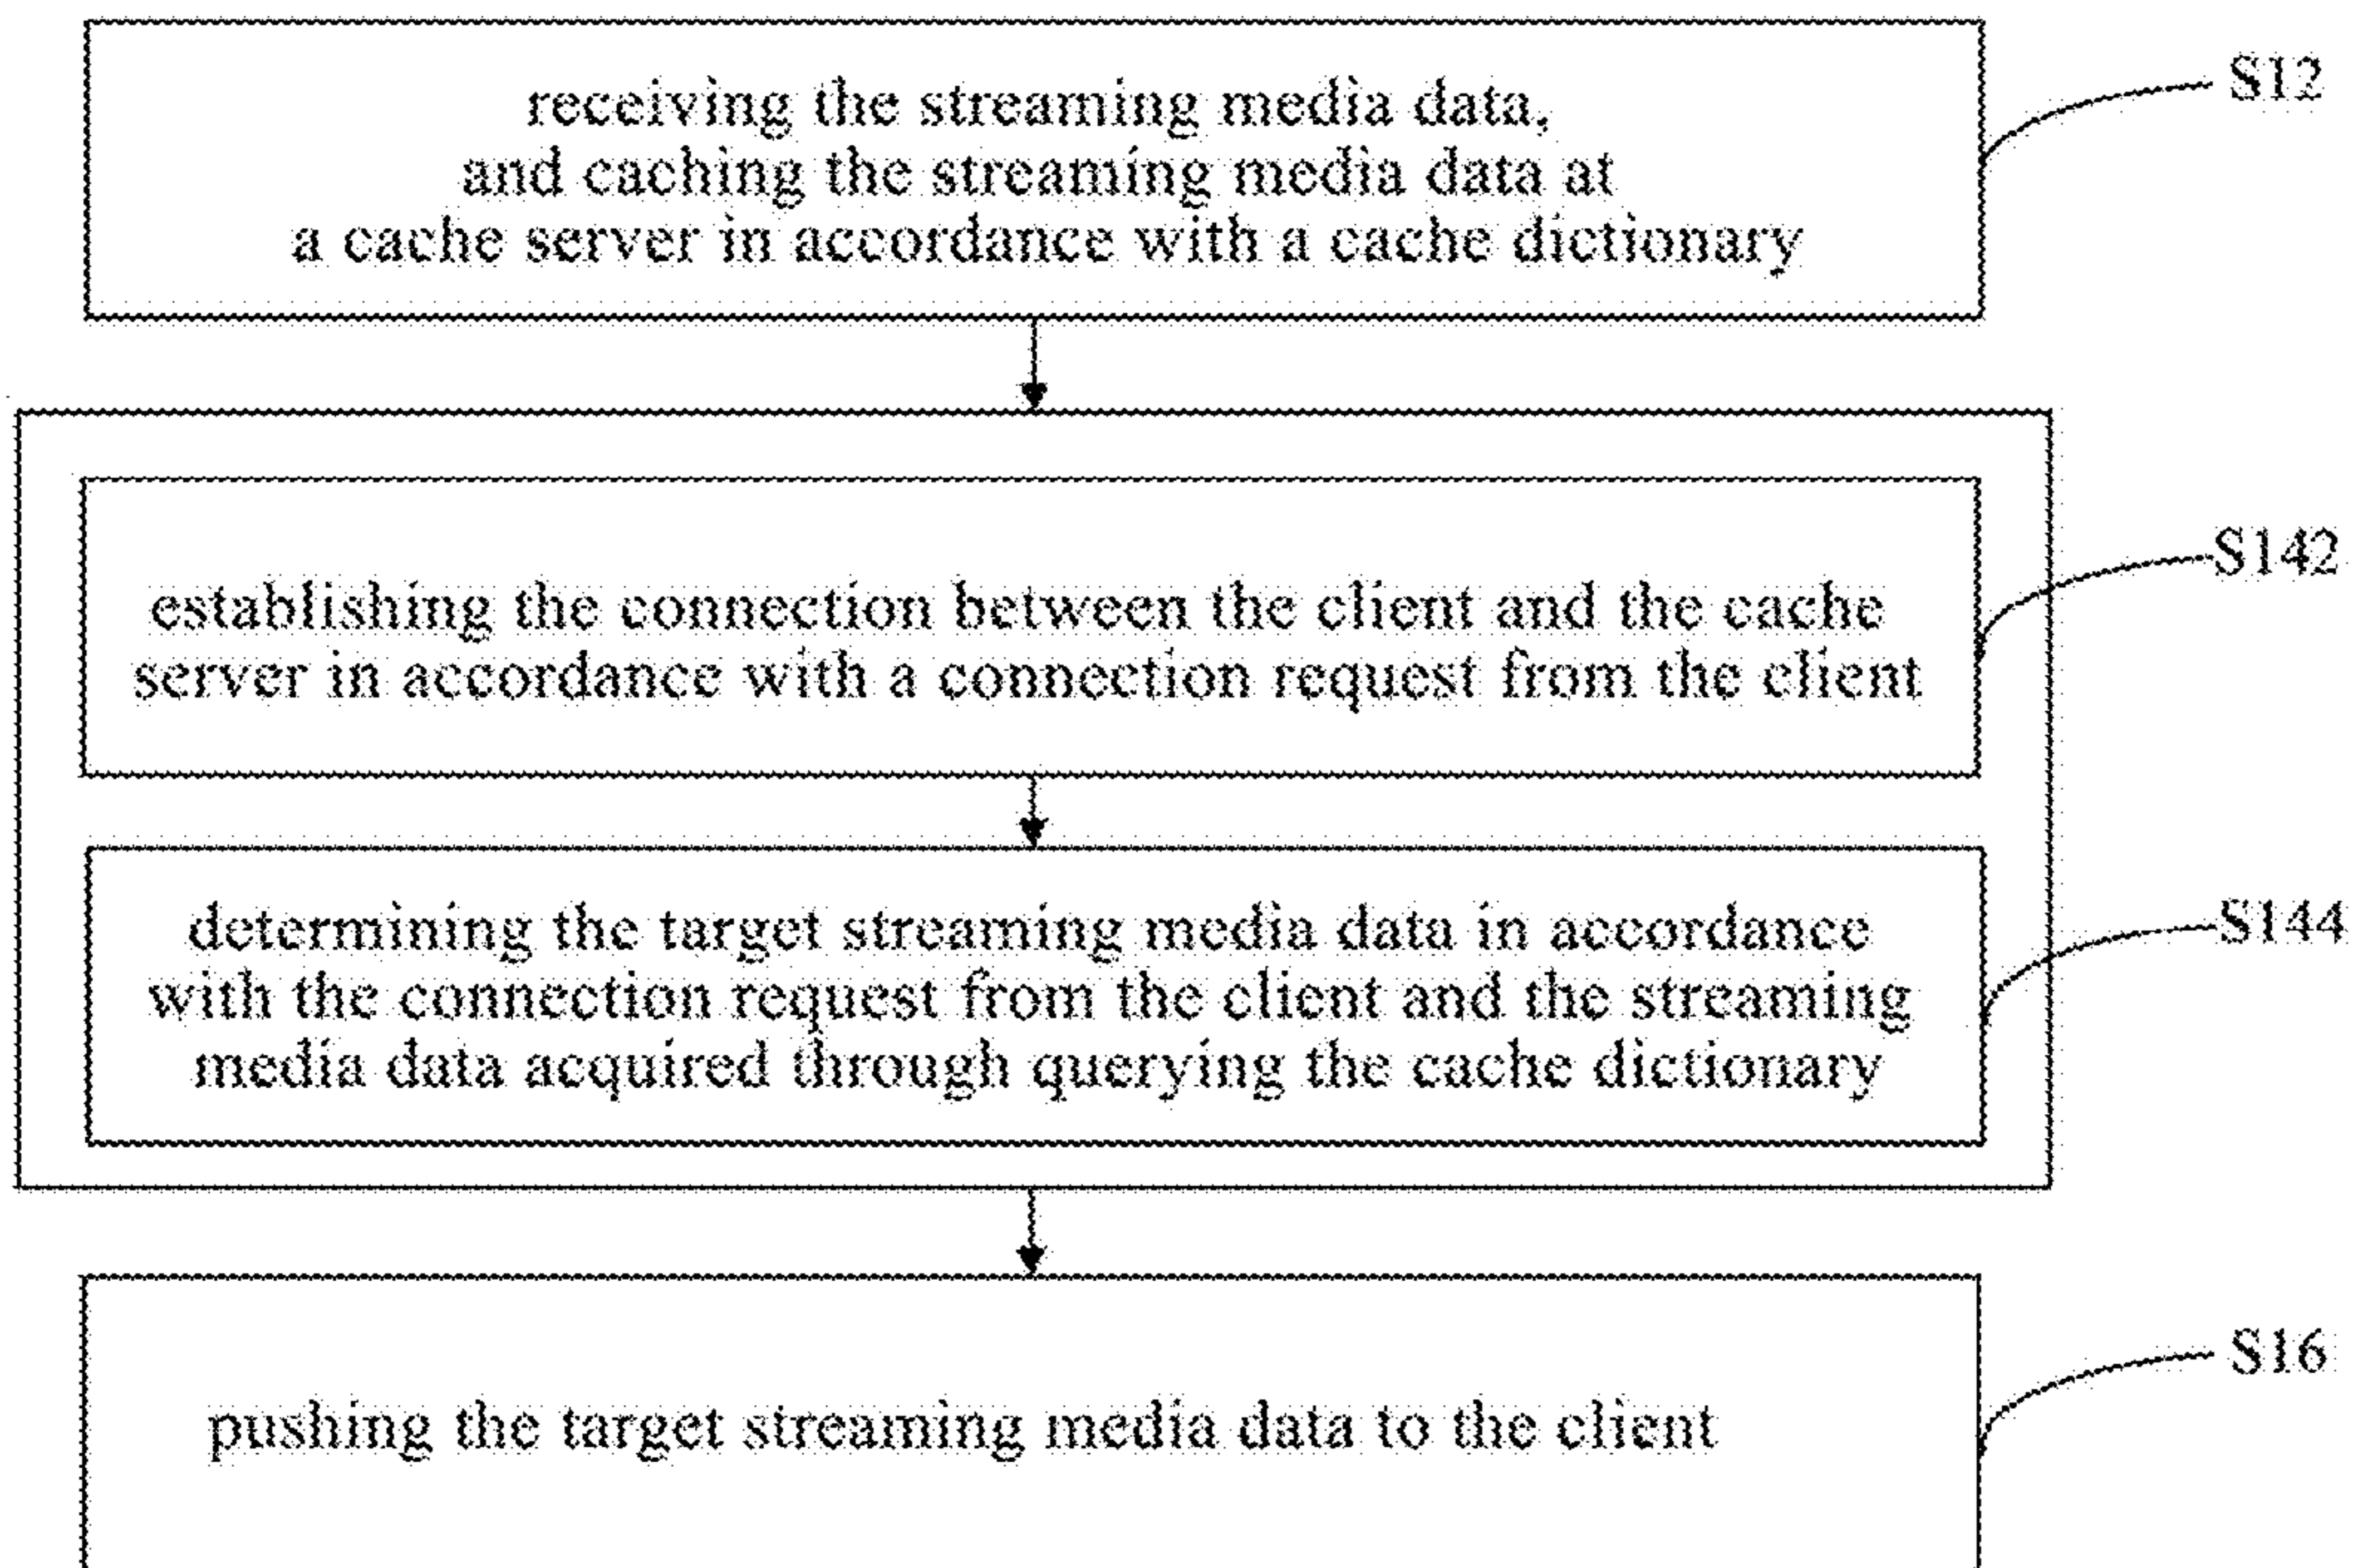 receiving the streaming media data,
and caching the streaming media data at
a cache server in accordance with a cache dictionary
S12
establishing the connection between the client and the cache
server in accordance with a connection request from the client
S142
determining the target streaming media data in accordance
with the connection request from the client and the streaming
media data acquired through querying the cache dictionary
S144
pushing the target streaming media data to the client
S16